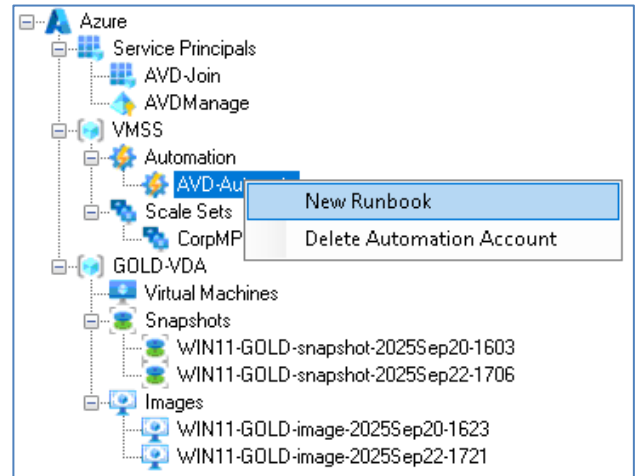 Azure
Service Principals
AVD-Join
AVDManage
VMSS
Automation
New Runbook
Scale Sets
CorpMP
Delete Automation Account
GOLD-VDA
Virtual Machines
Snapshots
WIN11-GOLD-snapshot-2025Sep20-1603
WIN11-GOLD-snapshot-2025Sep22-1706
Images
WIN11-GOLD-image-2025Sep20-1623
WIN11-GOLD-image-2025Sep22-1721